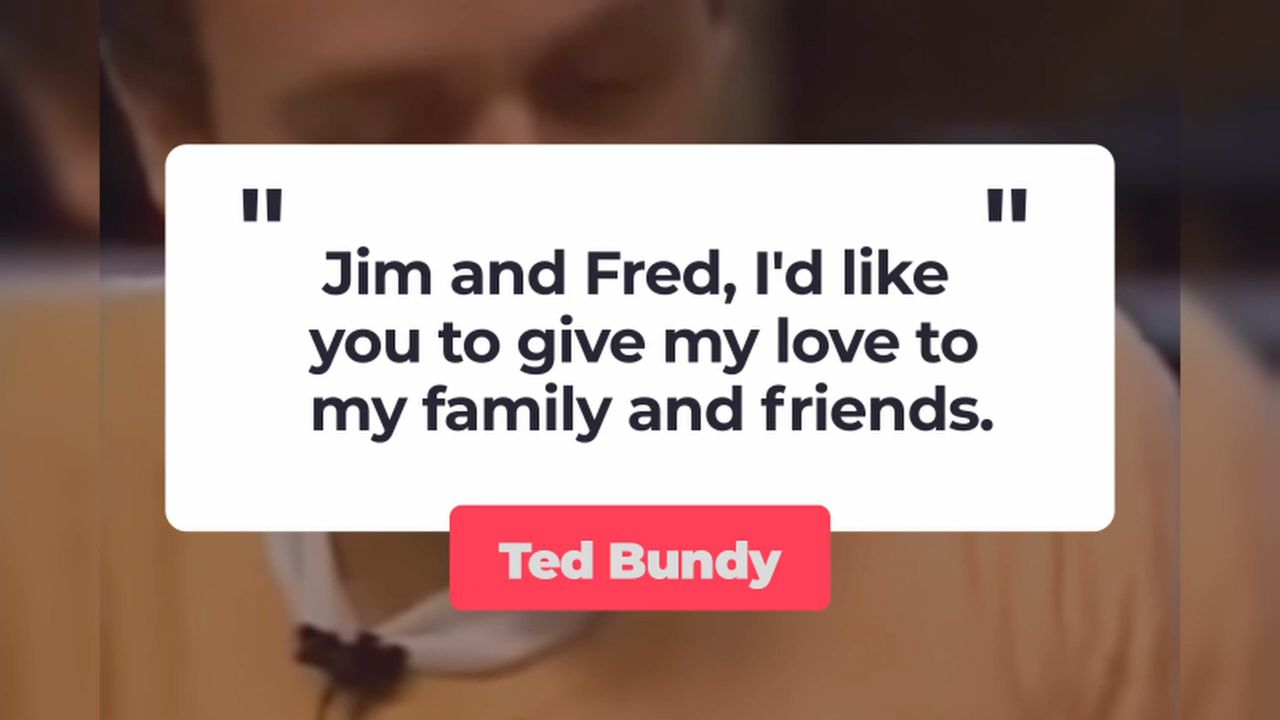 " "
Jim and Fred, I'd like
you to give my love to
my family and friends.
Ted Bundy